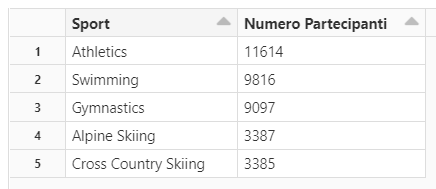 Sport Numero Partecipanti
1 Athletics 11614
2 Swimming 9816
3 Gymnastics 9097
4 Alpine Skiing 3387
5 Cross Country Skiing 3385